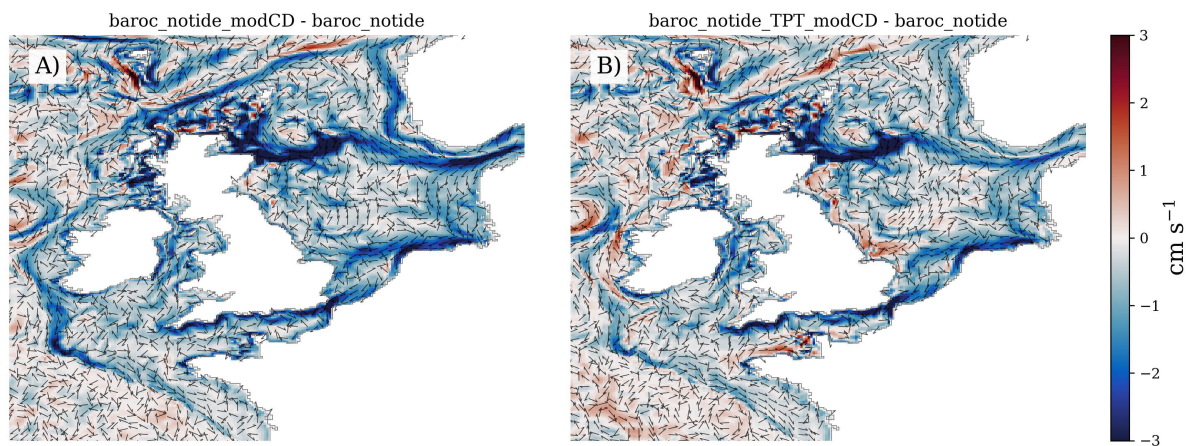 baroc_notide_modCD - baroc_notide
baroc_notide_TPT_modCD - baroc_notide
A)
B)
3
2
1
0
−1
−2
−3
cm s⁻¹